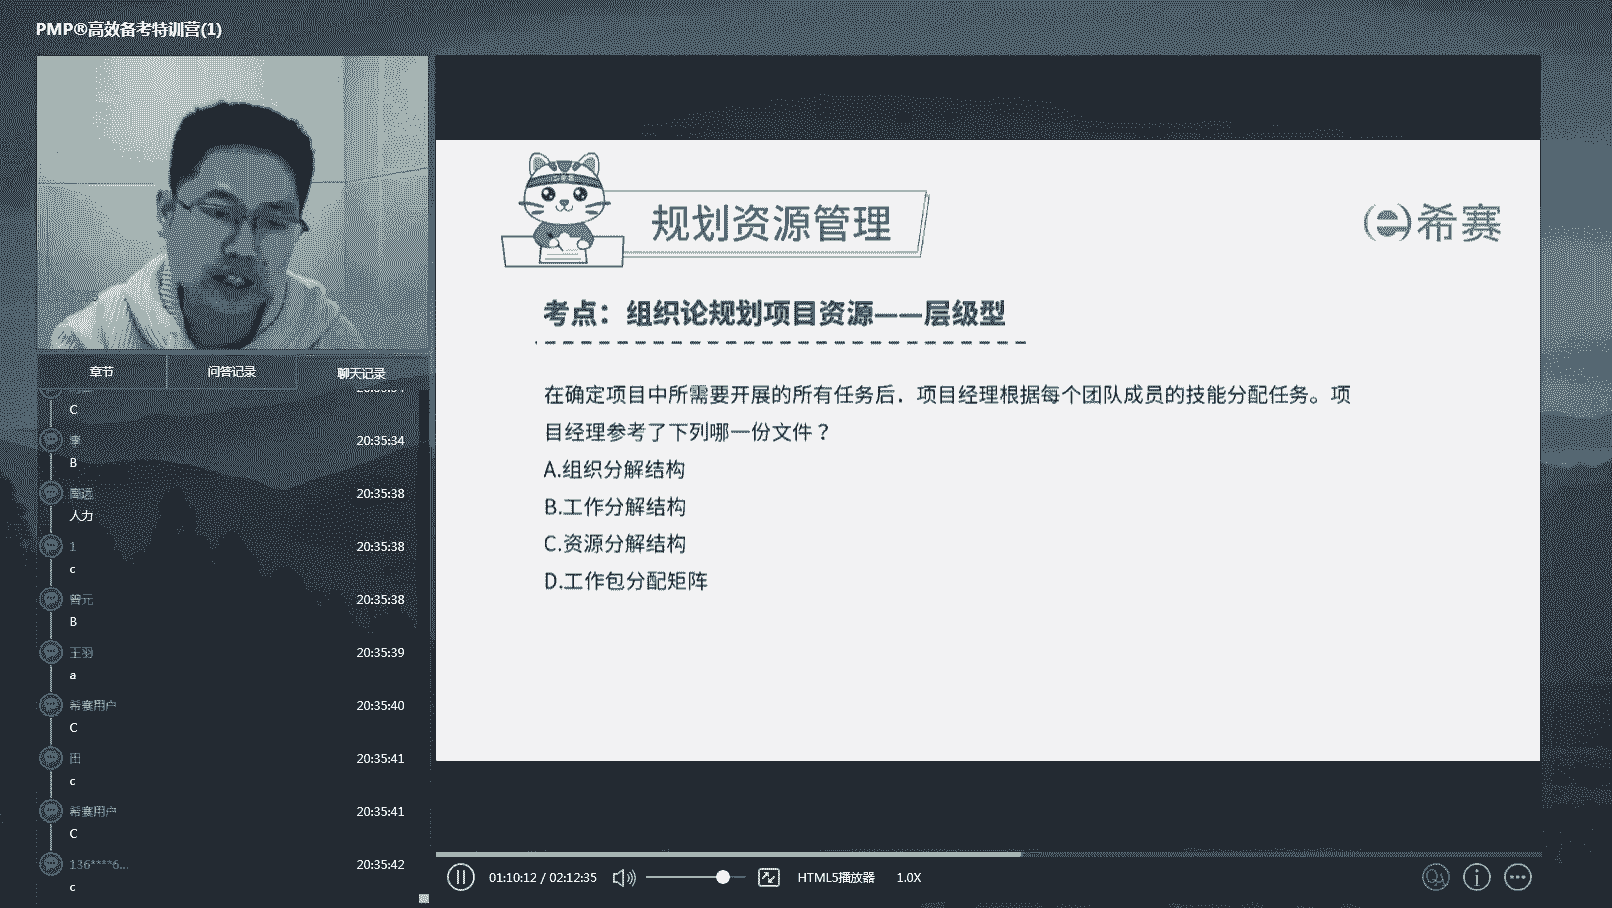 PMP®高效备考特训营(1)
希赛
规划资源管理
考点：组织论规划项目资源——层级型
在确定项目中所需要开展的所有任务后．项目经理根据每个团队成员的技能分配任务。项
目经理参考了下列哪一份文件？
A.组织分解结构
B.工作分解结构
C.资源分解结构
D.工作包分配矩阵
章节
问答记录
聊天记录
C
李
20:35:34
B
20:35:38
人力
1
20:35:38
c
曾元
20:35:38
B
王羽
20:35:39
a
希赛用户
20:35:40
C
田
20:35:41
c
希赛用户
20:35:41
C
136****6...
20:35:42
c
01:10:12 / 02:12:35
HTML5播放器
1.0X